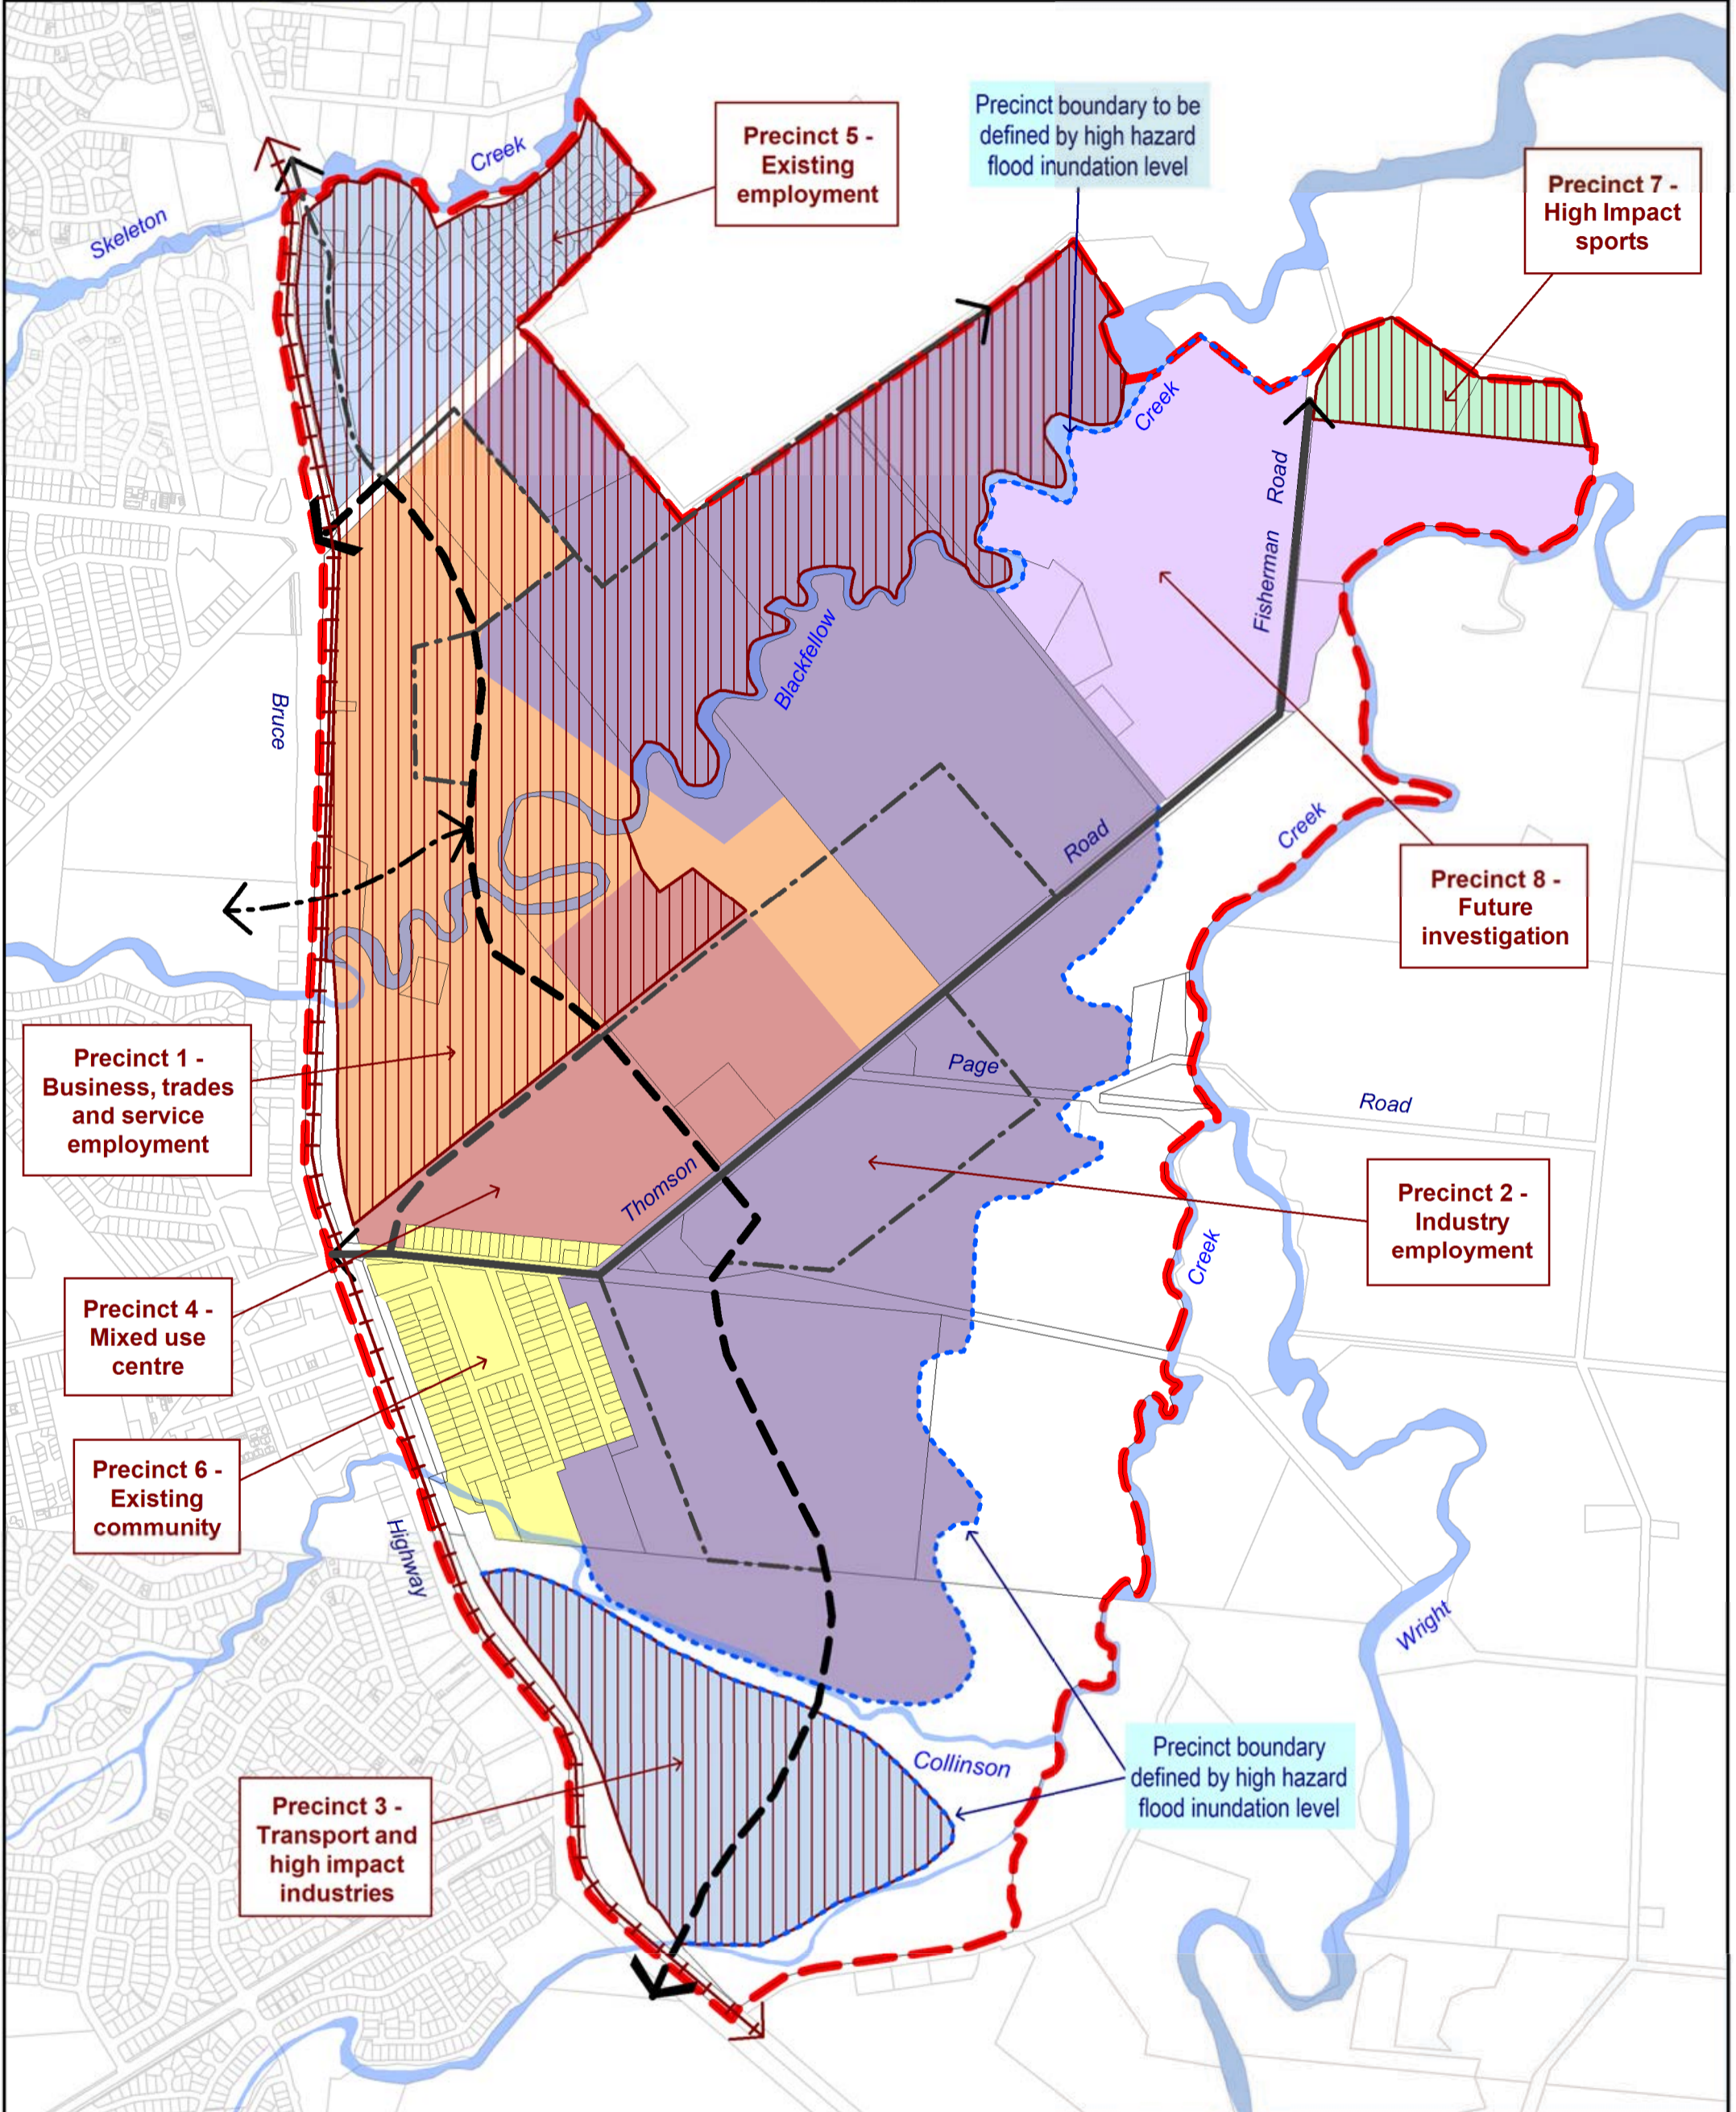 Precinct 5 -
Existing
employment
Precinct boundary to be
defined by high hazard
flood inundation level
Precinct 7 -
High Impact
sports
Creek
Skeleton
Creek
Fisherman Road
Blackfellow
Bruce
Creek
Road
Precinct 8 -
Future
investigation
Precinct 1 -
Business, trades
and service
employment
Page
Road
Thomson
Precinct 2 -
Industry
employment
Creek
Precinct 4 -
Mixed use
centre
Precinct 6 -
Existing
community
Highway
Wright
Collinson
Precinct boundary
defined by high hazard
flood inundation level
Precinct 3 -
Transport and
high impact
industries